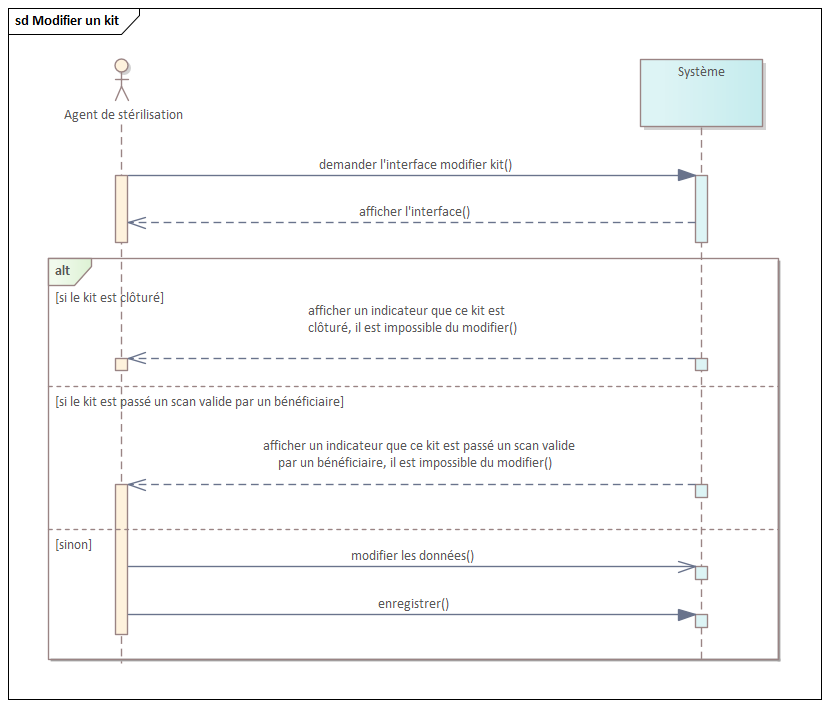 sd Modifier un kit
Agent de stérilisation
Système
demander l'interface modifier kit()
afficher l'interface()
alt
[si le kit est clôturé]
afficher un indicateur que ce kit est
clôturé, il est impossible du modifier()
[si le kit est passé un scan valide par un bénéficiaire]
afficher un indicateur que ce kit est passé un scan valide
par un bénéficiaire, il est impossible du modifier()
[sinon]
modifier les données()
enregistrer()